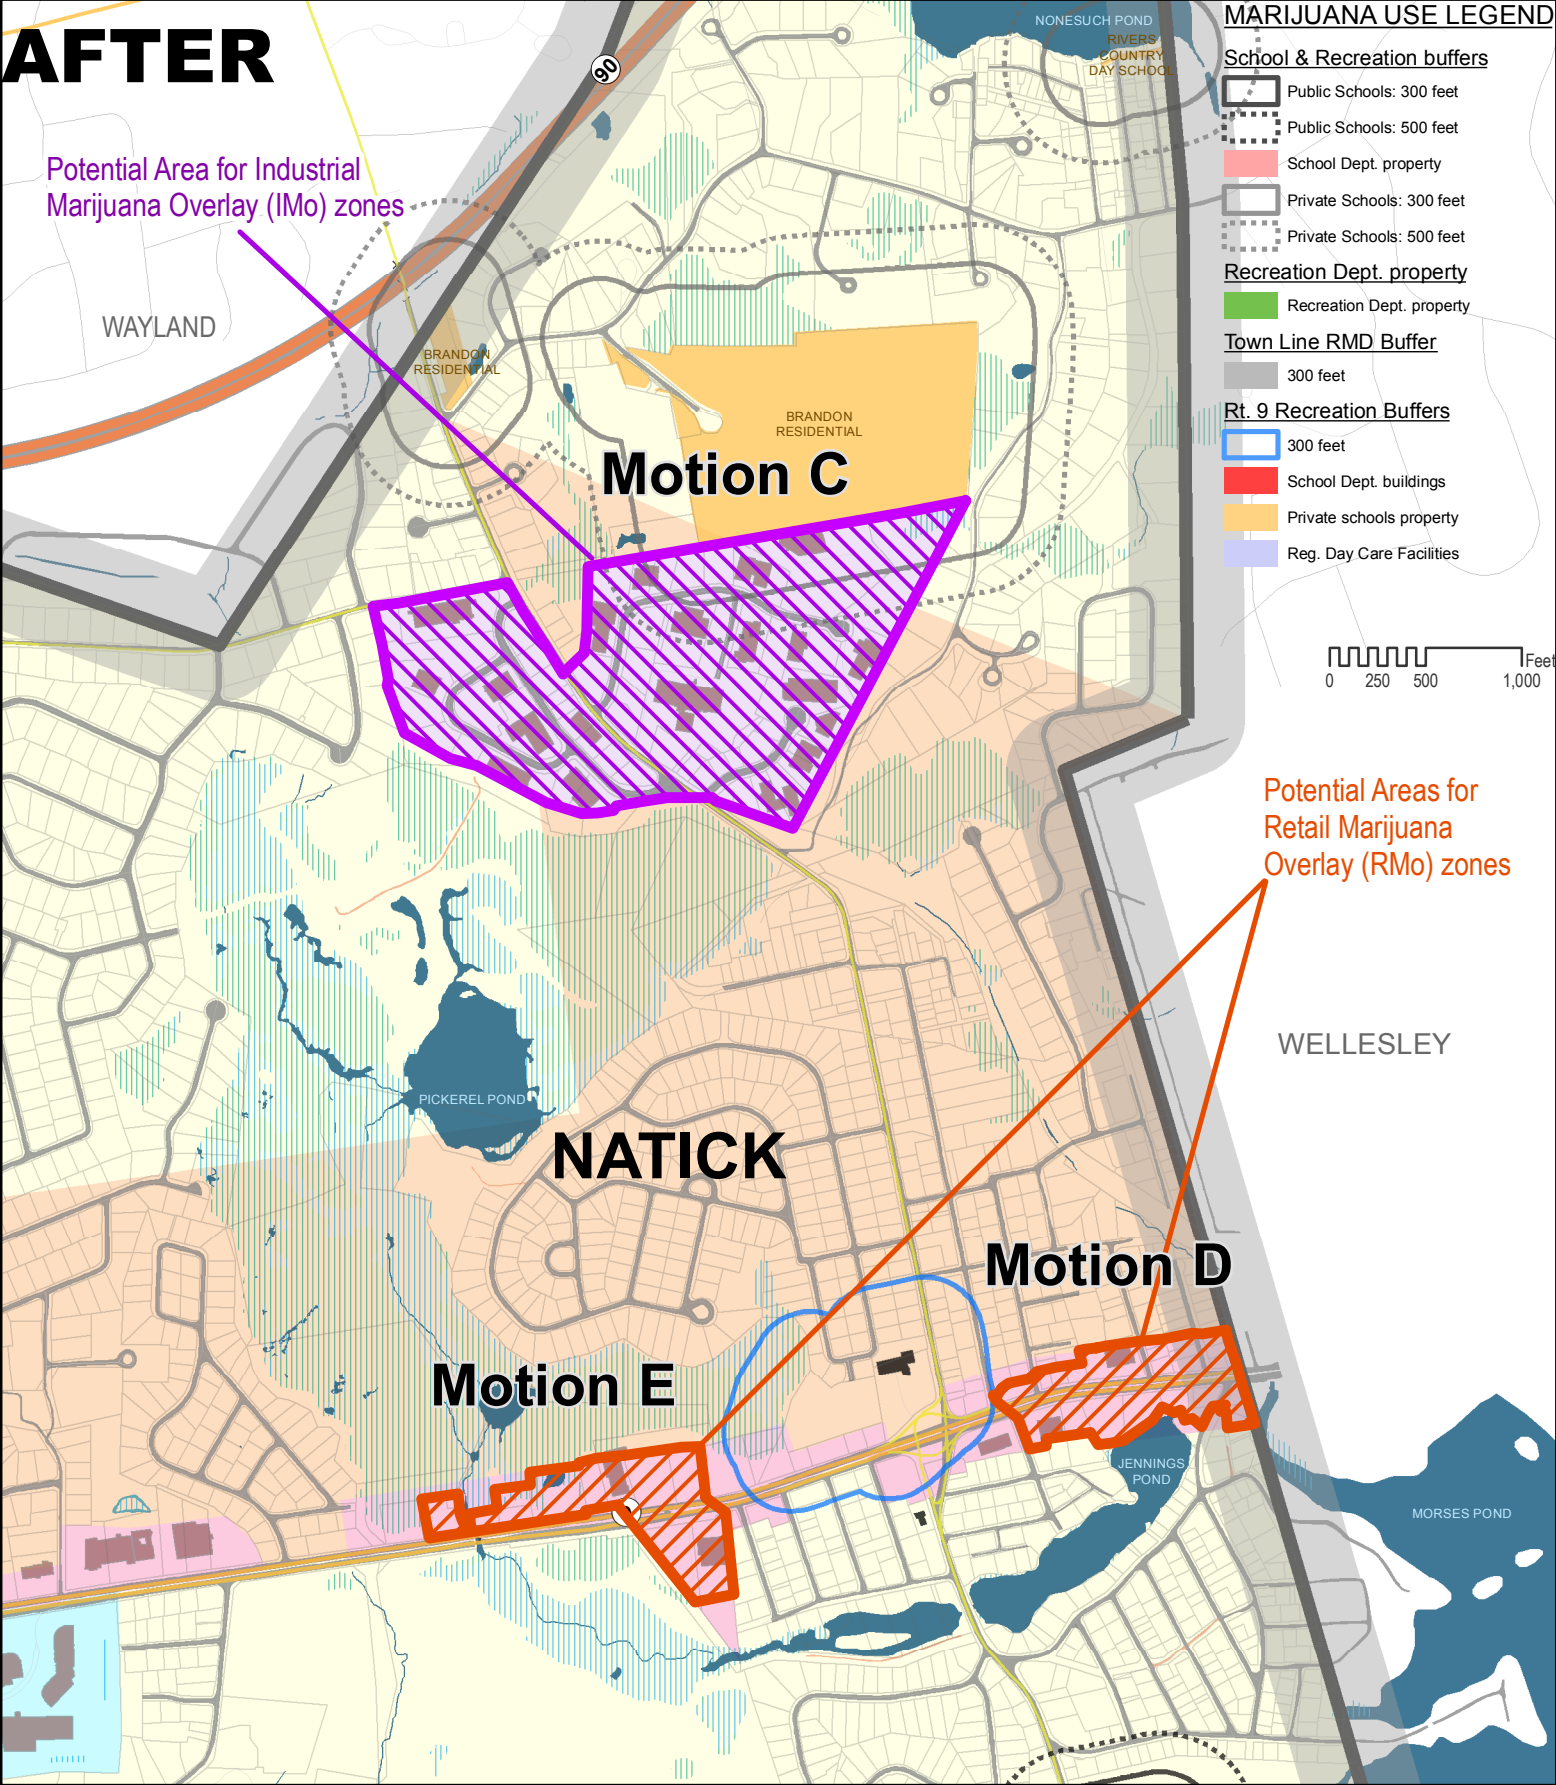 AFTER
NONESUCH POND
RIVERS
COUNTRY
DAY SCHOOL
90
MARIJUANA USE LEGEND
School & Recreation buffers
Public Schools: 300 feet
Public Schools: 500 feet
School Dept. property
Private Schools: 300 feet
Private Schools: 500 feet
Recreation Dept. property
Recreation Dept. property
Town Line RMD Buffer
300 feet
Rt. 9 Recreation Buffers
300 feet
School Dept. buildings
Private schools property
Reg. Day Care Facilities
Feet
0 250 500 1,000
Potential Area for Industrial
Marijuana Overlay (IMo) zones
WAYLAND
BRANDON
RESIDENTIAL
BRANDON
RESIDENTIAL
Motion C
Potential Areas for
Retail Marijuana
Overlay (RMo) zones
WELLESLEY
PICKEREL POND
NATICK
Motion D
Motion E
JENNINGS
POND
MORSES POND